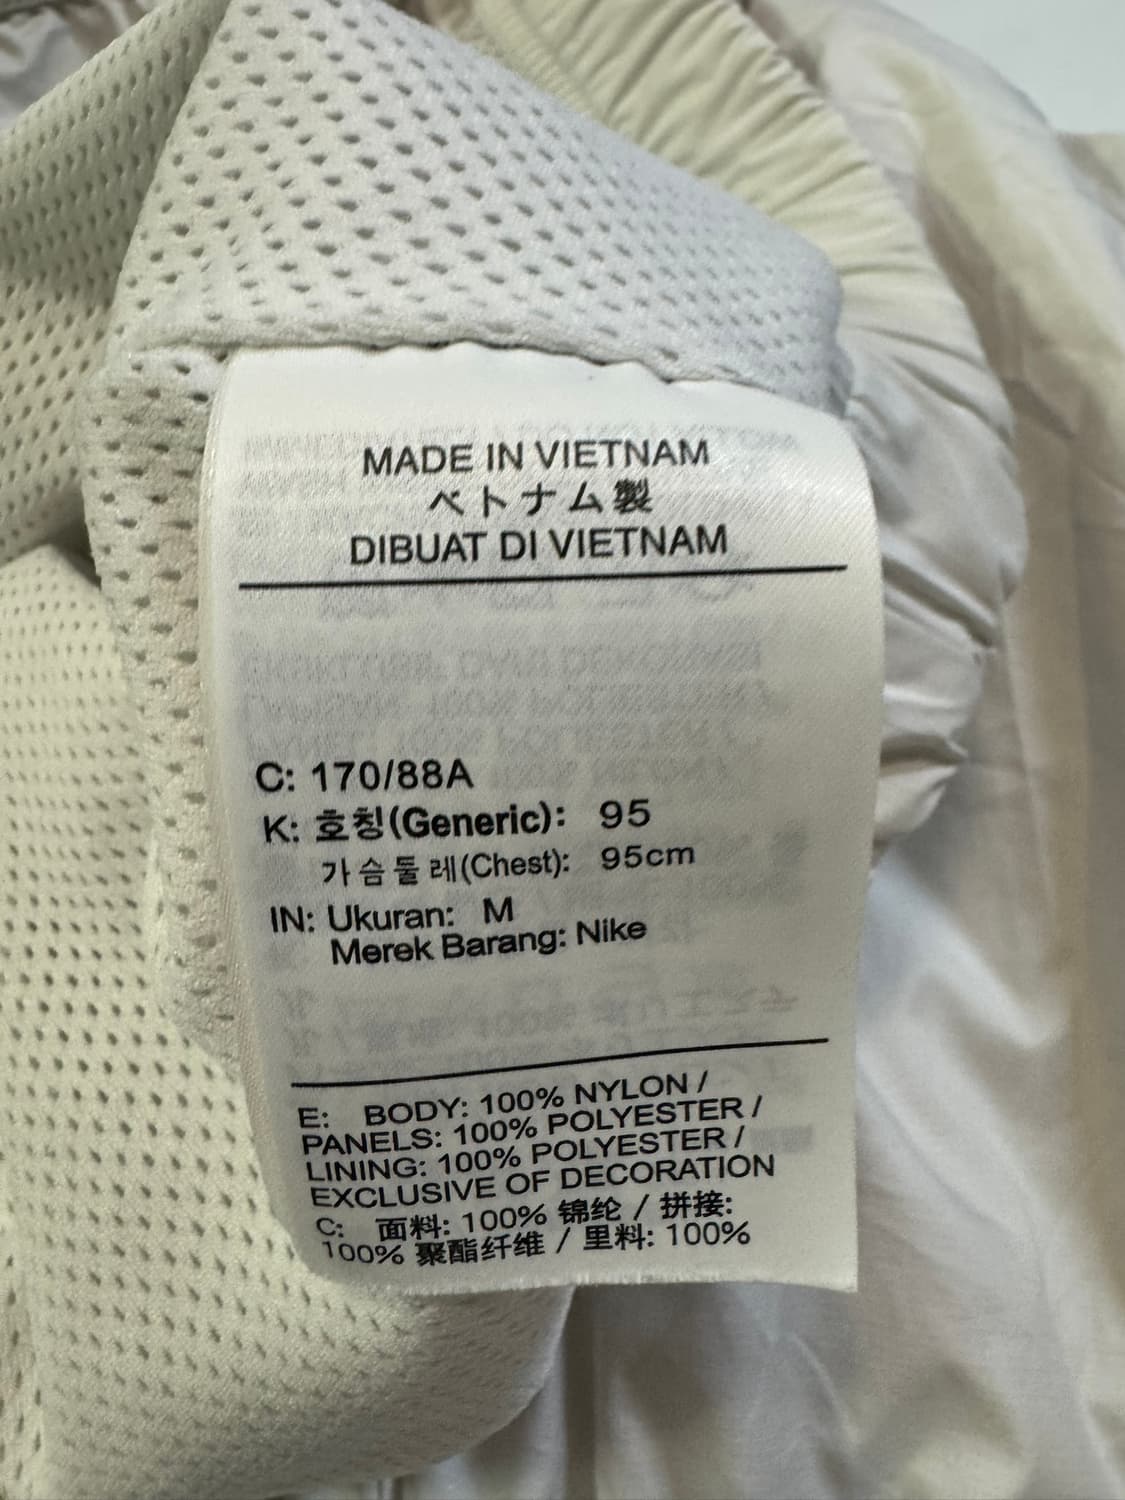 MADE IN VIETNAM
ベトナム製
DIBUAT DI VIETNAM
C: 170/88A
K: 호칭(Generic): 95
가슴둘레(Chest): 95cm
IN: Ukuran: M
Merek Barang: Nike
E: BODY: 100% NYLON /
PANELS: 100% POLYESTER /
LINING: 100% POLYESTER /
EXCLUSIVE OF DECORATION
C: 面料: 100% 锦纶 / 拼接:
100% 聚酯纤维 / 里料: 100%